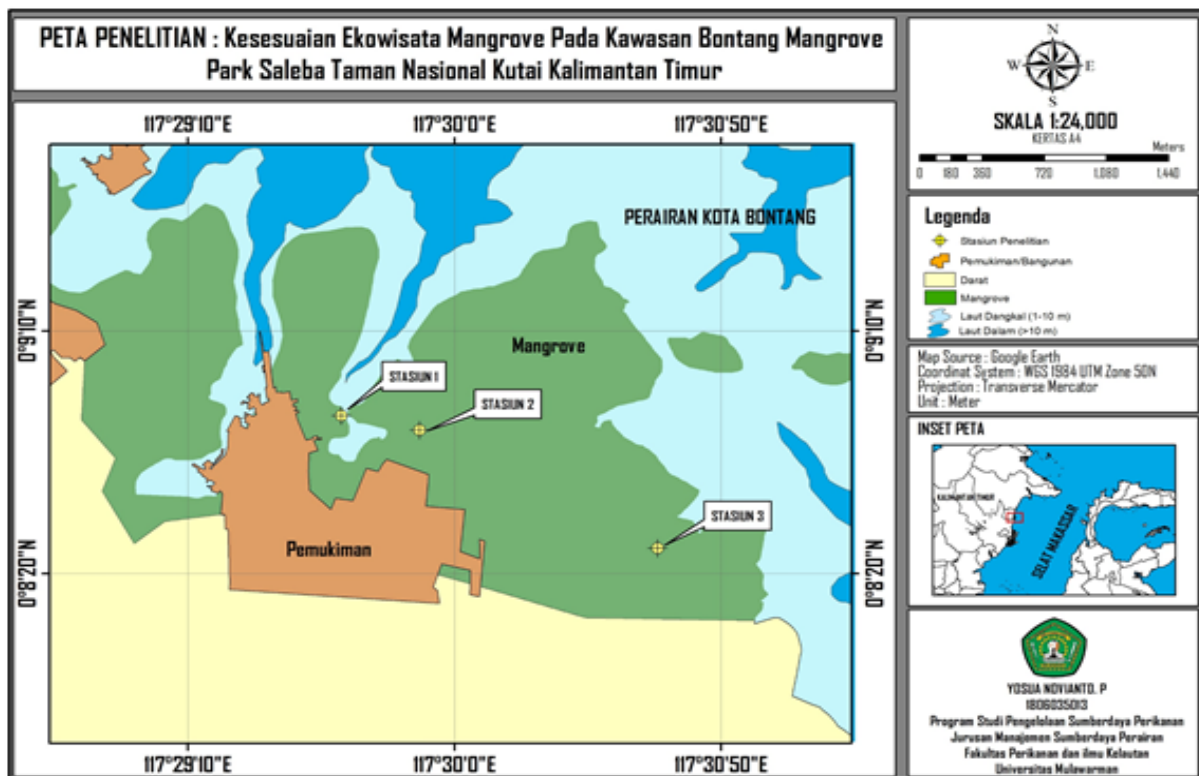 PETA PENELITIAN : Kesesuaian Ekowisata Mangrove Pada Kawasan Bontang Mangrove
Park Saleba Taman Nasional Kutai Kalimantan Timur
N
W E
S
SKALA 1:24,000
KERTAS A4
Meters
0 180 360 720 1,080 1,440
117°29'10"E 117°30'0"E 117°30'50"E
PERAIRAN KOTA BONTANG
0°9'10"N 0°9'10"N
Mangrove
STASIUN 1
STASIUN 2
STASIUN 3
Pemukiman
0°8'20"N 0°8'20"N
117°29'10"E 117°30'0"E 117°30'50"E
Legenda
Stasiun Penelitian
Pemukiman/Bangunan
Darat
Mangrove
Laut Dangkal (1-10 m)
Laut Dalam (>10 m)
Map Source : Google Earth
Coordinat System : WGS 1984 UTM Zone 50N
Projection : Transverse Mercator
Unit : Meter
INSET PETA
KALIMANTAN TIMUR
SELAT MAKASSAR
YOSUA NOVIANTO. P
1806035013
Program Studi Pengelolaan Sumberdaya Perikanan
Jurusan Manajemen Sumberdaya Perairan
Fakultas Perikanan dan ilmu Kelautan
Universitas Mulawarman